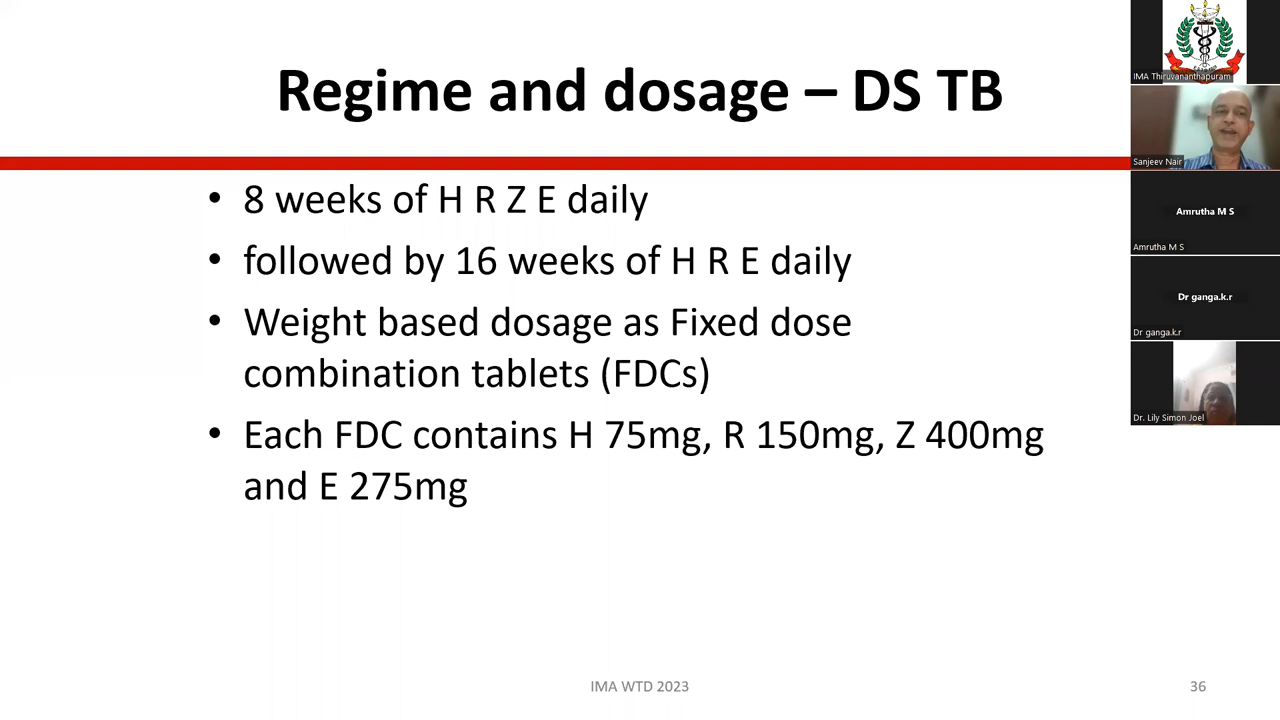 Regime and dosage – DS TB
• 8 weeks of H R Z E daily
• followed by 16 weeks of H R E daily
• Weight based dosage as Fixed dose
combination tablets (FDCs)
• Each FDC contains H 75mg, R 150mg, Z 400mg
and E 275mg
IMA WTD 2023
36
IMA Thiruvananthapuram
Sanjeev Nair
Amrutha M S
Amrutha M S
Dr ganga.k.r
Dr ganga.k.r
Dr. Lily Simon Joel